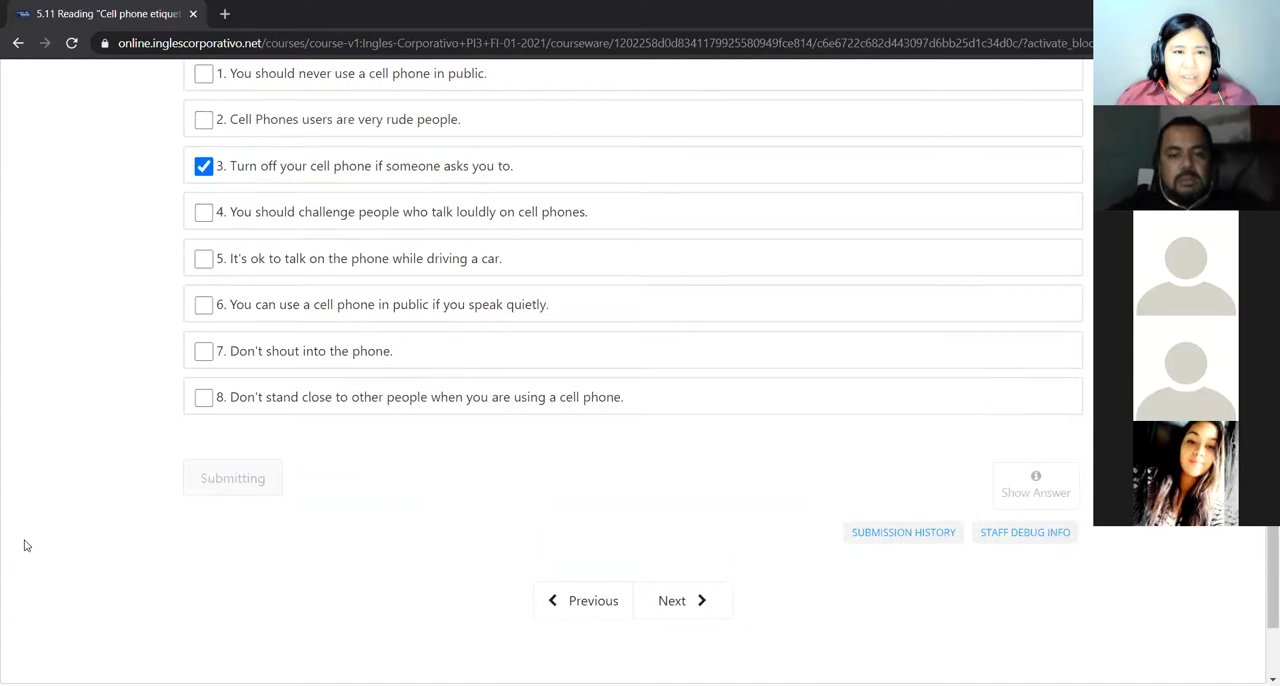 5.11 Reading "Cell phone etiquet
online.inglescorporativo.net/courses/course-v1:Ingles-Corporativo+PI3+FI-01-2021/courseware/1202258d0d8341179925580949fce814/c6e6722c682d443097d6bb25d1c34d0c/?activate_bloc
1. You should never use a cell phone in public.
2. Cell Phones users are very rude people.
3. Turn off your cell phone if someone asks you to.
4. You should challenge people who talk louldly on cell phones.
5. It's ok to talk on the phone while driving a car.
6. You can use a cell phone in public if you speak quietly.
7. Don't shout into the phone.
8. Don't stand close to other people when you are using a cell phone.
Submitting
Show Answer
SUBMISSION HISTORY
STAFF DEBUG INFO
Previous
Next